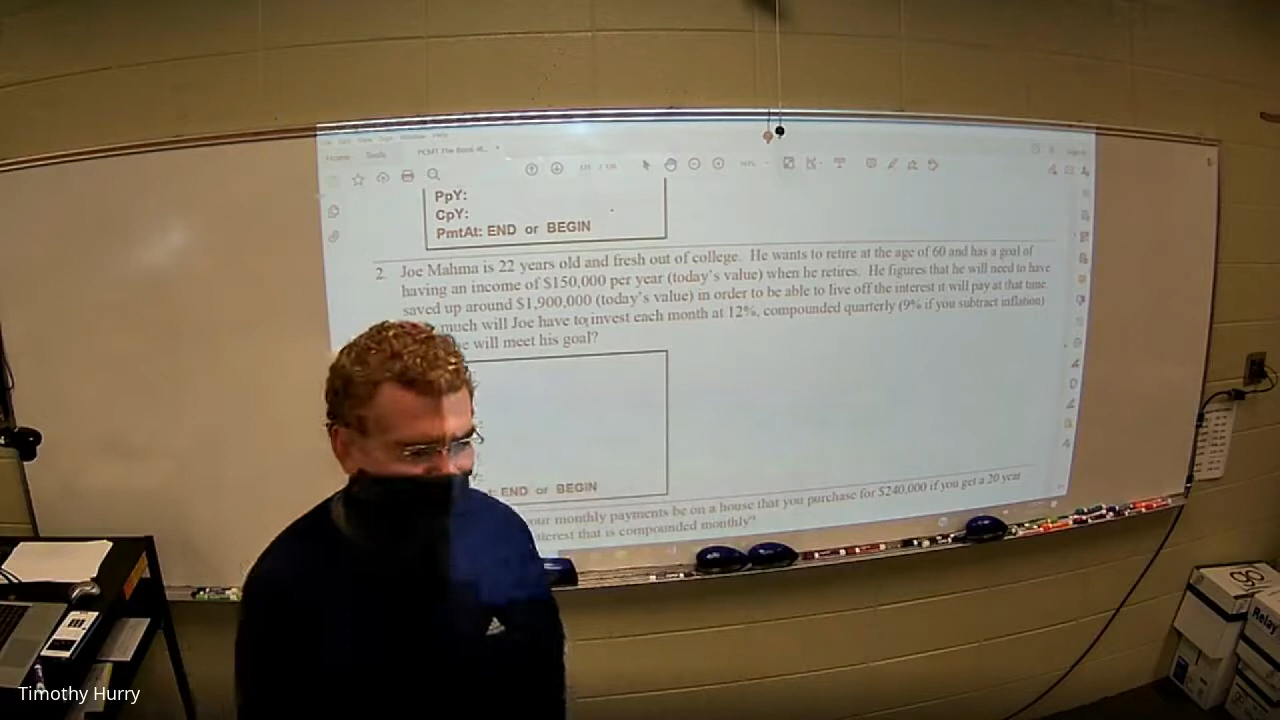 Home Tools
PpY:
CpY:
PmtAt: END or BEGIN
2. Joe Mahma is 22 years old and fresh out of college. He wants to retire at the age of 60 and has a goal of
having an income of $150,000 per year (today's value) when he retires. He figures that he will need to have
saved up around $1,900,000 (today's value) in order to be able to live off the interest it will pay at that time.
much will Joe have to invest each month at 12%, compounded quarterly (9% if you subtract inflation)
will meet his goal?
END or BEGIN
our monthly payments be on a house that you purchase for $240,000 if you get a 20 year
interest that is compounded monthly?
go
Relay
Timothy Hurry